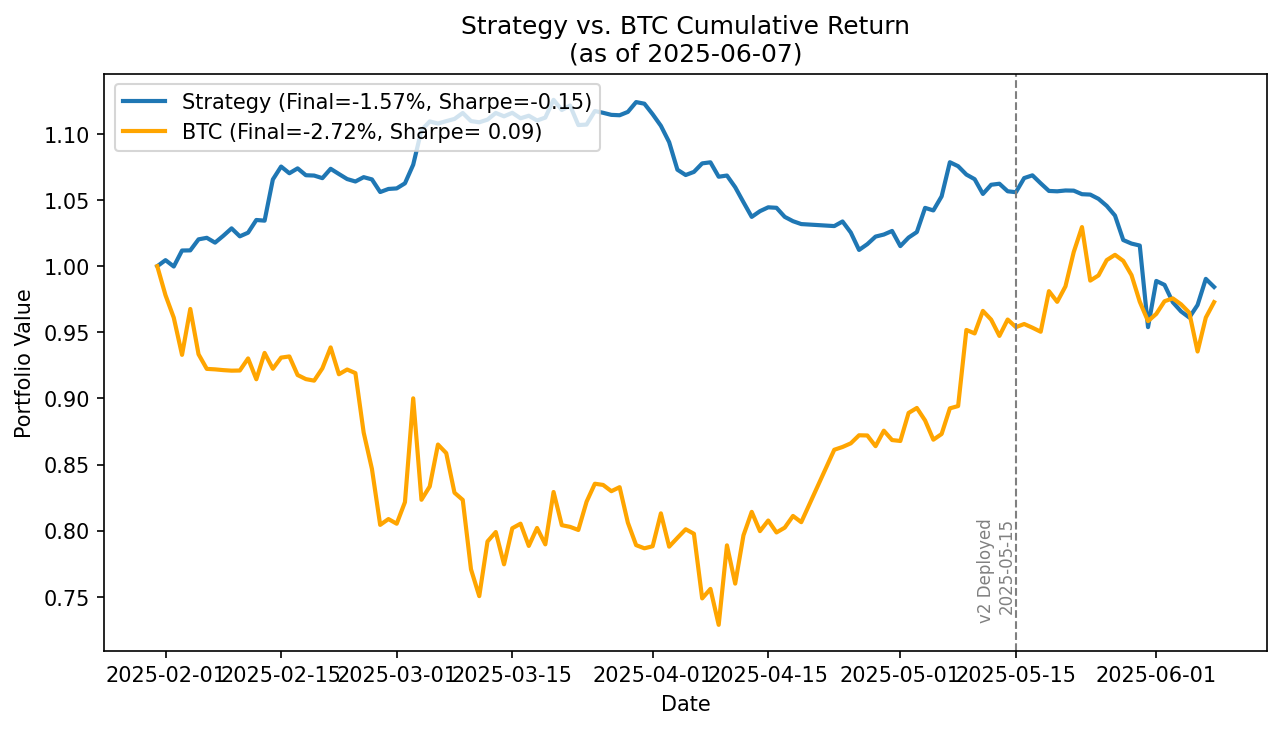 Strategy vs. BTC Cumulative Return
(as of 2025-06-07)
Strategy (Final=-1.57%, Sharpe=-0.15)
BTC (Final=-2.72%, Sharpe= 0.09)
Portfolio Value
1.10
1.05
1.00
0.95
0.90
0.85
0.80
0.75
v2 Deployed
2025-05-15
2025-02-01
2025-02-15
2025-03-01
2025-03-15
2025-04-01
2025-04-15
2025-05-01
2025-05-15
2025-06-01
Date